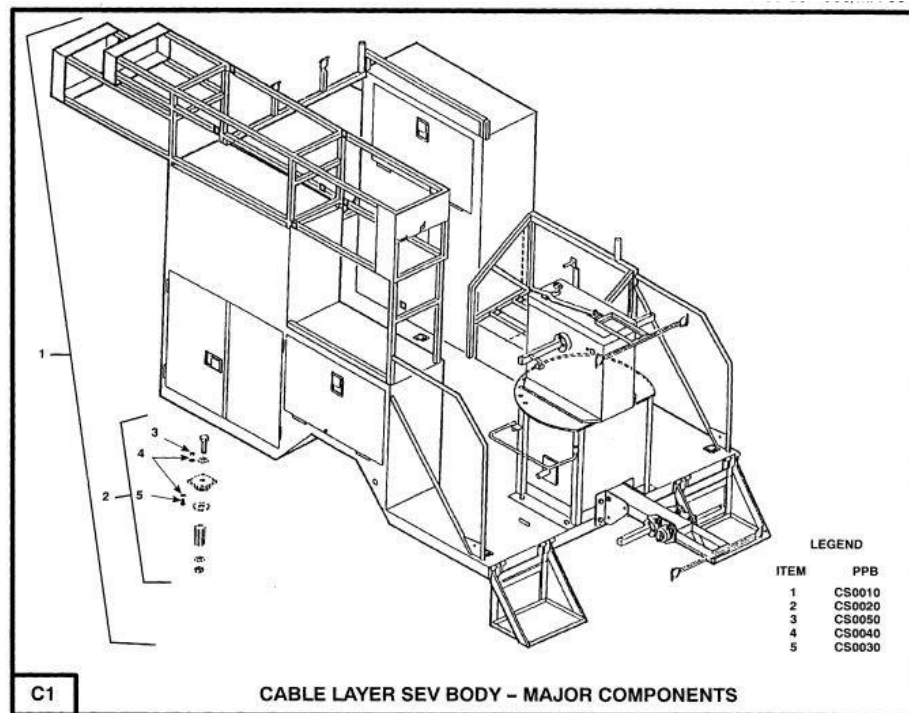 1
3
4
2
5
LEGEND
ITEM PPB
1 CS0010
2 CS0020
3 CS0050
4 CS0040
5 CS0030
C1
CABLE LAYER SEV BODY – MAJOR COMPONENTS